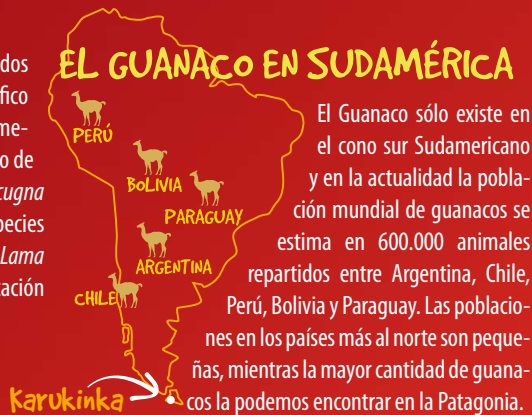 EL GUANACO EN SUDAMÉRICA
dos
fico
me-
o de
cugna
pecies
Lama
tación
PERÚ
BOLIVIA
PARAGUAY
ARGENTINA
CHILE
Karukinka
El Guanaco sólo existe en
el cono sur Sudamericano
y en la actualidad la pobla-
ción mundial de guanacos se
estima en 600.000 animales
repartidos entre Argentina, Chile,
Perú, Bolivia y Paraguay. Las poblacio-
nes en los países más al norte son peque-
ñas, mientras la mayor cantidad de guana-
cos la podemos encontrar en la Patagonia.